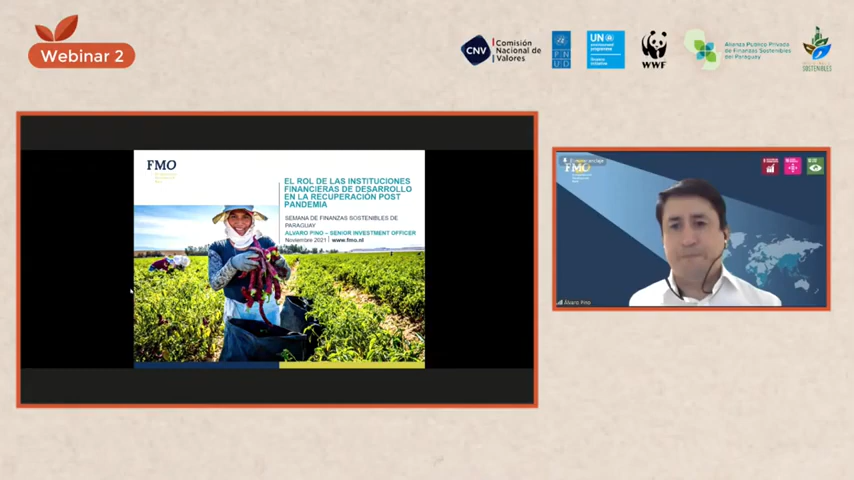 Webinar 2
CNV
Comisión
Nacional de
Valores
P N
U D
UN
WWF
Alianza Público Privada
de Finanzas Sostenibles
del Paraguay
SOSTENIBLES
FMO
EL ROL DE LAS INSTITUCIONES
FINANCIERAS DE DESARROLLO
EN LA RECUPERACIÓN POST
PANDEMIA
SEMANA DE FINANZAS SOSTENIBLES DE
PARAGUAY
ALVARO PINO – SENIOR INVESTMENT OFFICER
Noviembre 2021 | www.fmo.nl
FMO
Alvaro Pino